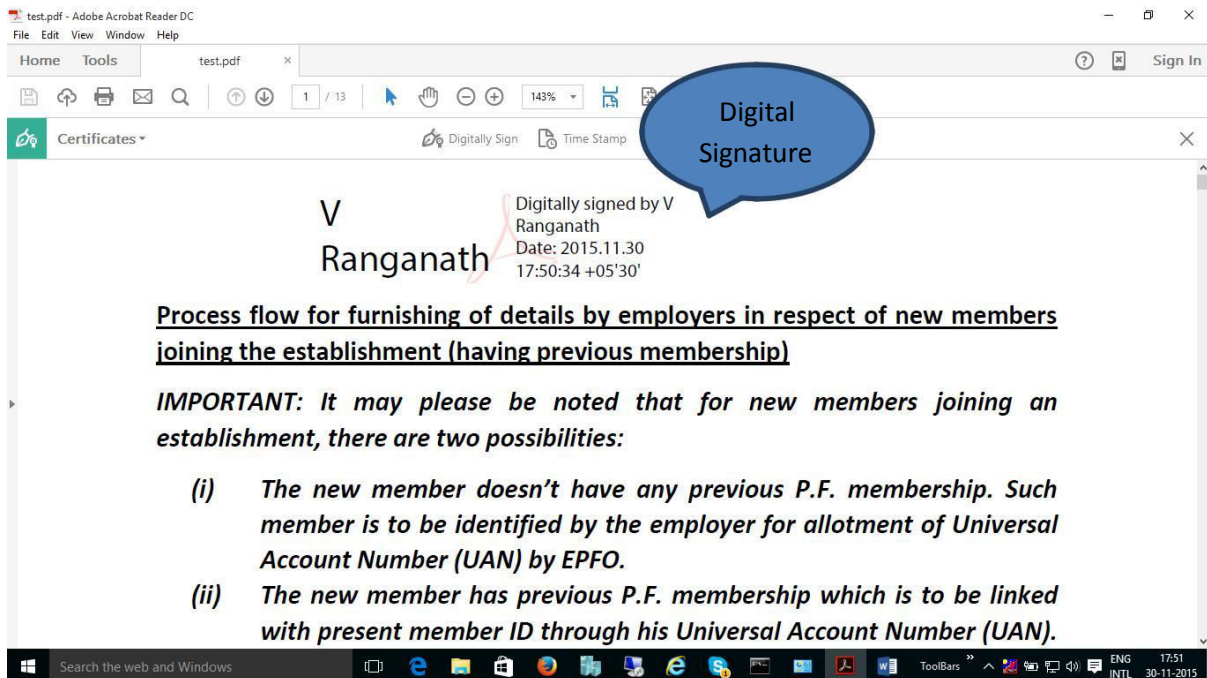 test.pdf - Adobe Acrobat Reader DC
File Edit View Window Help
Home Tools test.pdf × Sign In
1 / 13 143%
Certificates Digitally Sign Time Stamp
Digital
Signature
V
Ranganath
Digitally signed by V
Ranganath
Date: 2015.11.30
17:50:34 +05'30'
Process flow for furnishing of details by employers in respect of new members
joining the establishment (having previous membership)
IMPORTANT: It may please be noted that for new members joining an
establishment, there are two possibilities:
(i) The new member doesn’t have any previous P.F. membership. Such
member is to be identified by the employer for allotment of Universal
Account Number (UAN) by EPFO.
(ii) The new member has previous P.F. membership which is to be linked
with present member ID through his Universal Account Number (UAN).
Search the web and Windows ToolBars ENG 17:51
INTL 30-11-2015